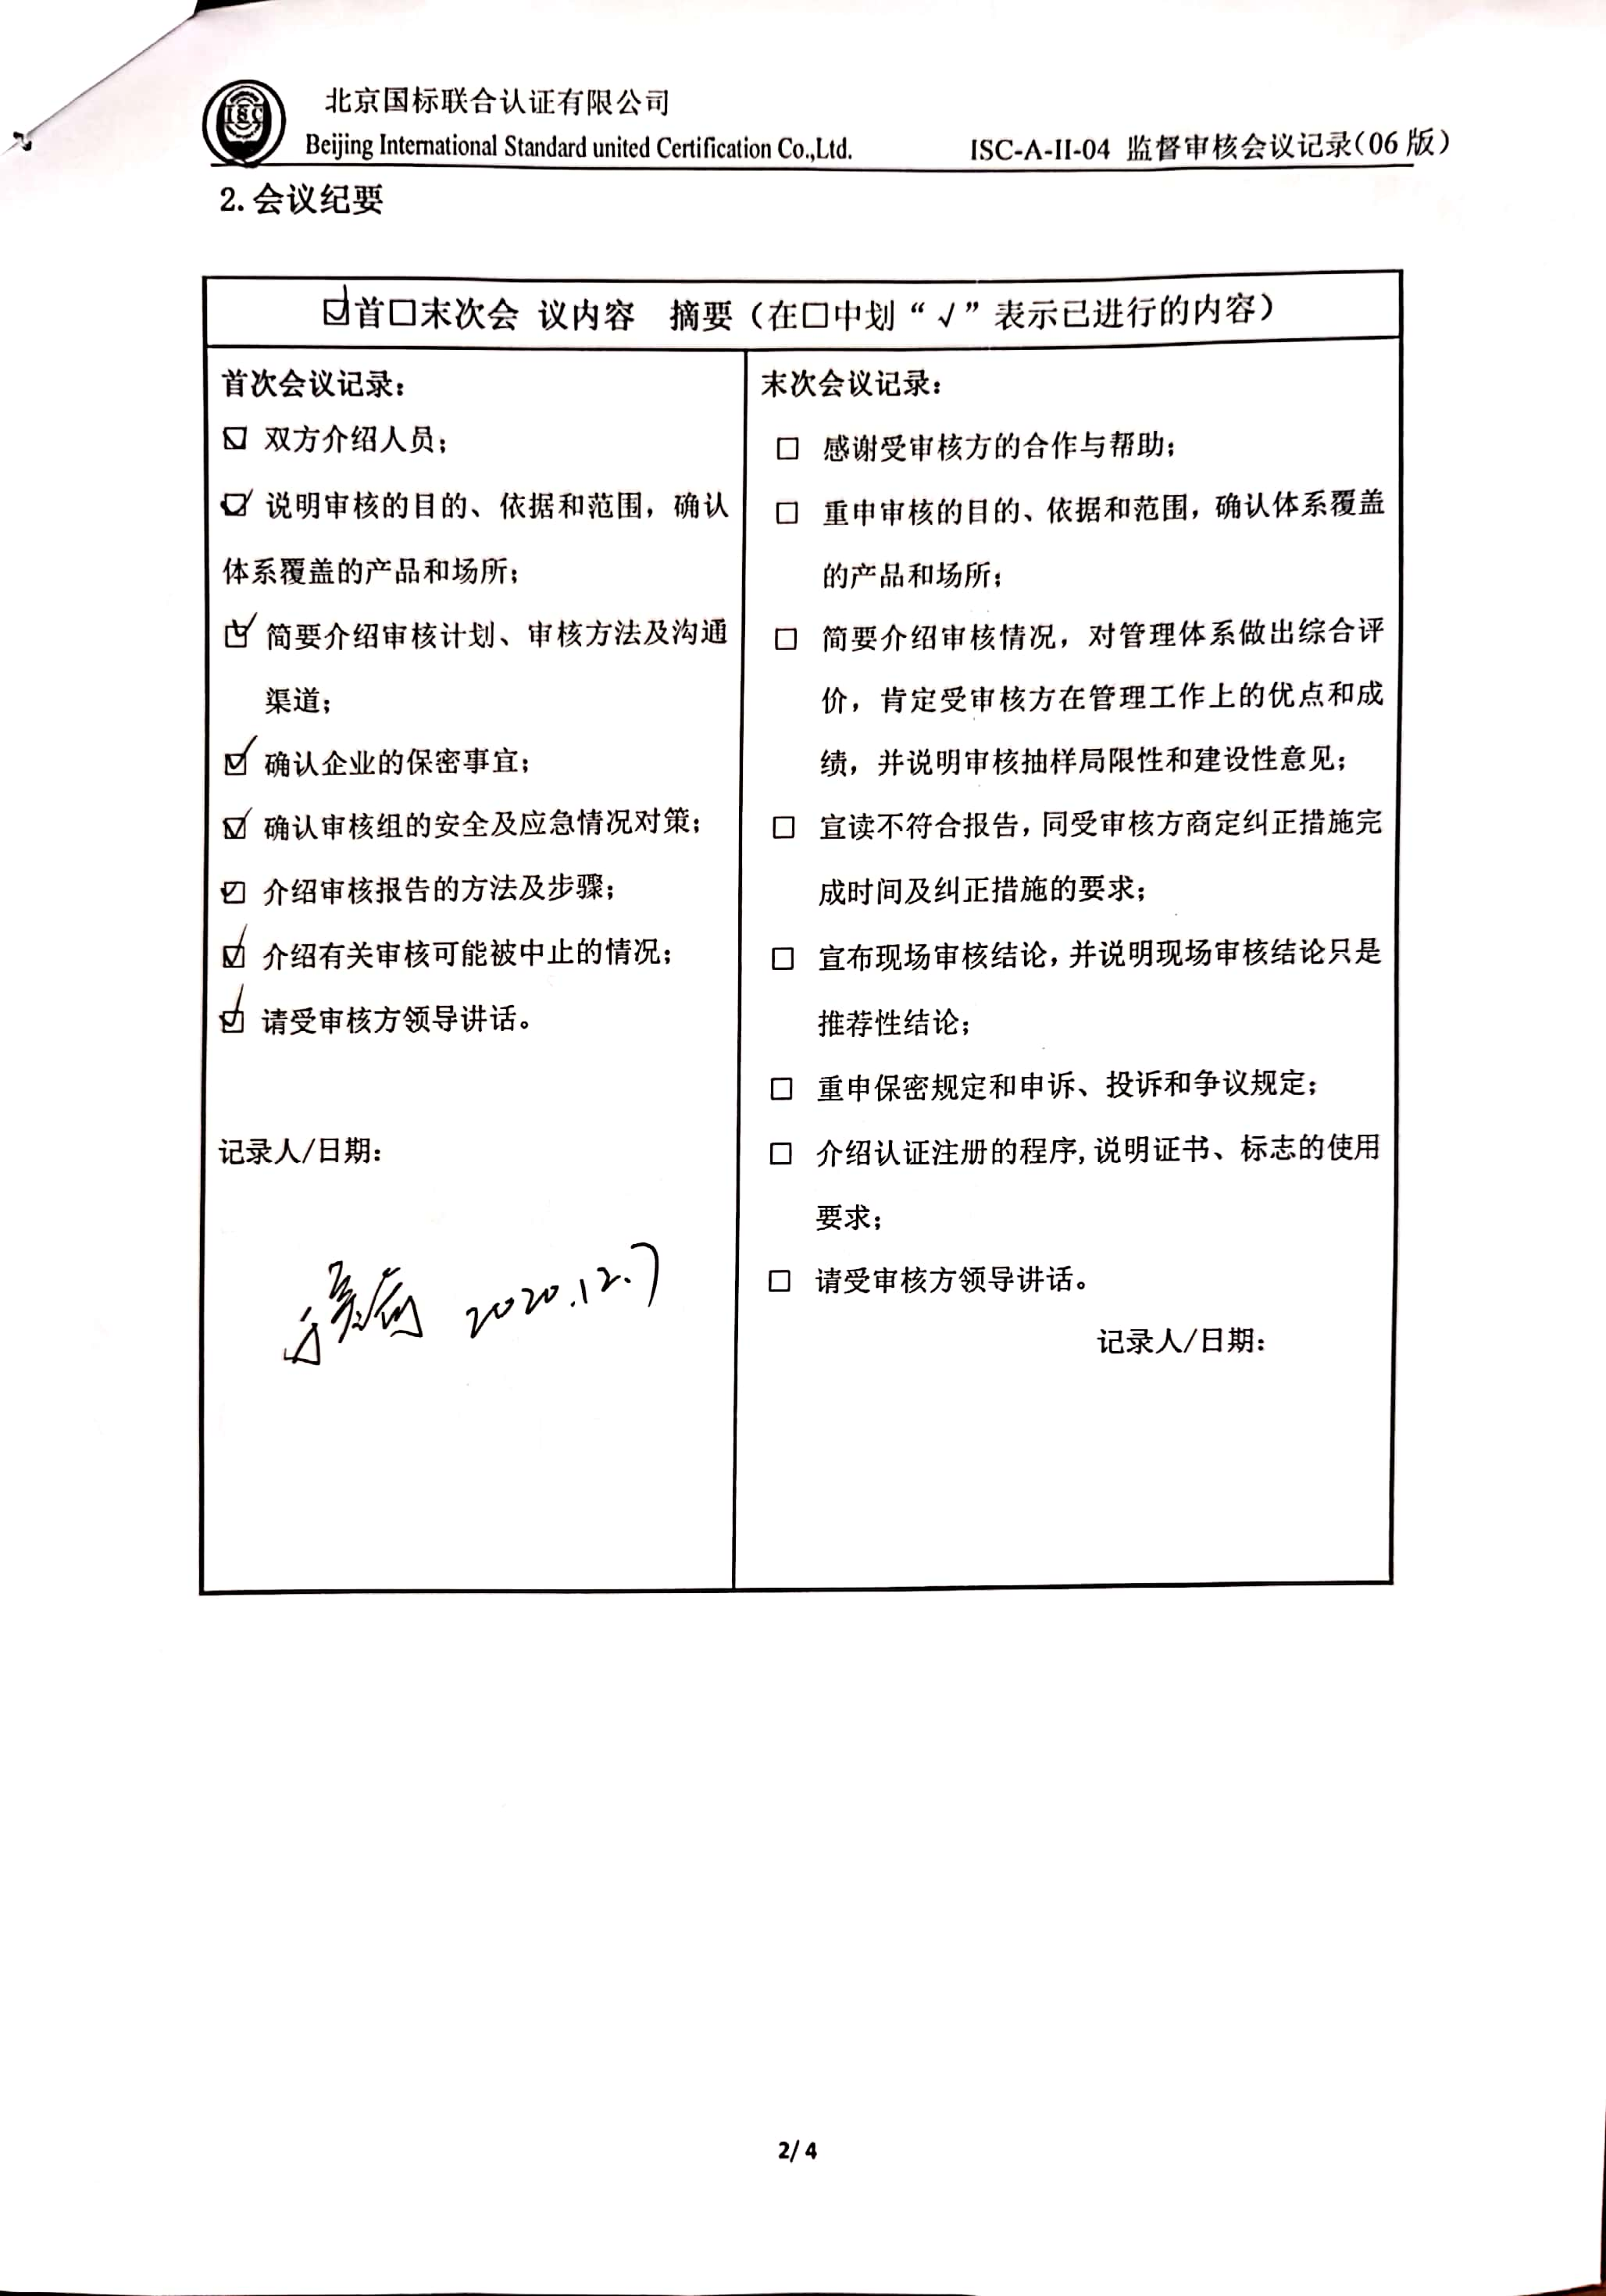 北京国标联合认证有限公司
Beijing International Standard united Certification Co.,Ltd.
ISC-A-II-04 监督审核会议记录(06 版)
2.会议纪要
☑首□末次会 议内容 摘要（在□中划“√”表示已进行的内容）
首次会议记录：
☑ 双方介绍人员；
☑ 说明审核的目的、依据和范围，确认
体系覆盖的产品和场所；
☑ 简要介绍审核计划、审核方法及沟通
渠道；
☑ 确认企业的保密事宜；
☑ 确认审核组的安全及应急情况对策；
☑ 介绍审核报告的方法及步骤；
☑ 介绍有关审核可能被中止的情况；
☑ 请受审核方领导讲话。
记录人/日期：
2020.12.7
末次会议记录：
□ 感谢受审核方的合作与帮助；
□ 重申审核的目的、依据和范围，确认体系覆盖
的产品和场所；
□ 简要介绍审核情况，对管理体系做出综合评
价，肯定受审核方在管理工作上的优点和成
绩，并说明审核抽样局限性和建设性意见；
□ 宣读不符合报告，同受审核方商定纠正措施完
成时间及纠正措施的要求；
□ 宣布现场审核结论，并说明现场审核结论只是
推荐性结论；
□ 重申保密规定和申诉、投诉和争议规定；
□ 介绍认证注册的程序,说明证书、标志的使用
要求；
□ 请受审核方领导讲话。
记录人/日期：
2/ 4